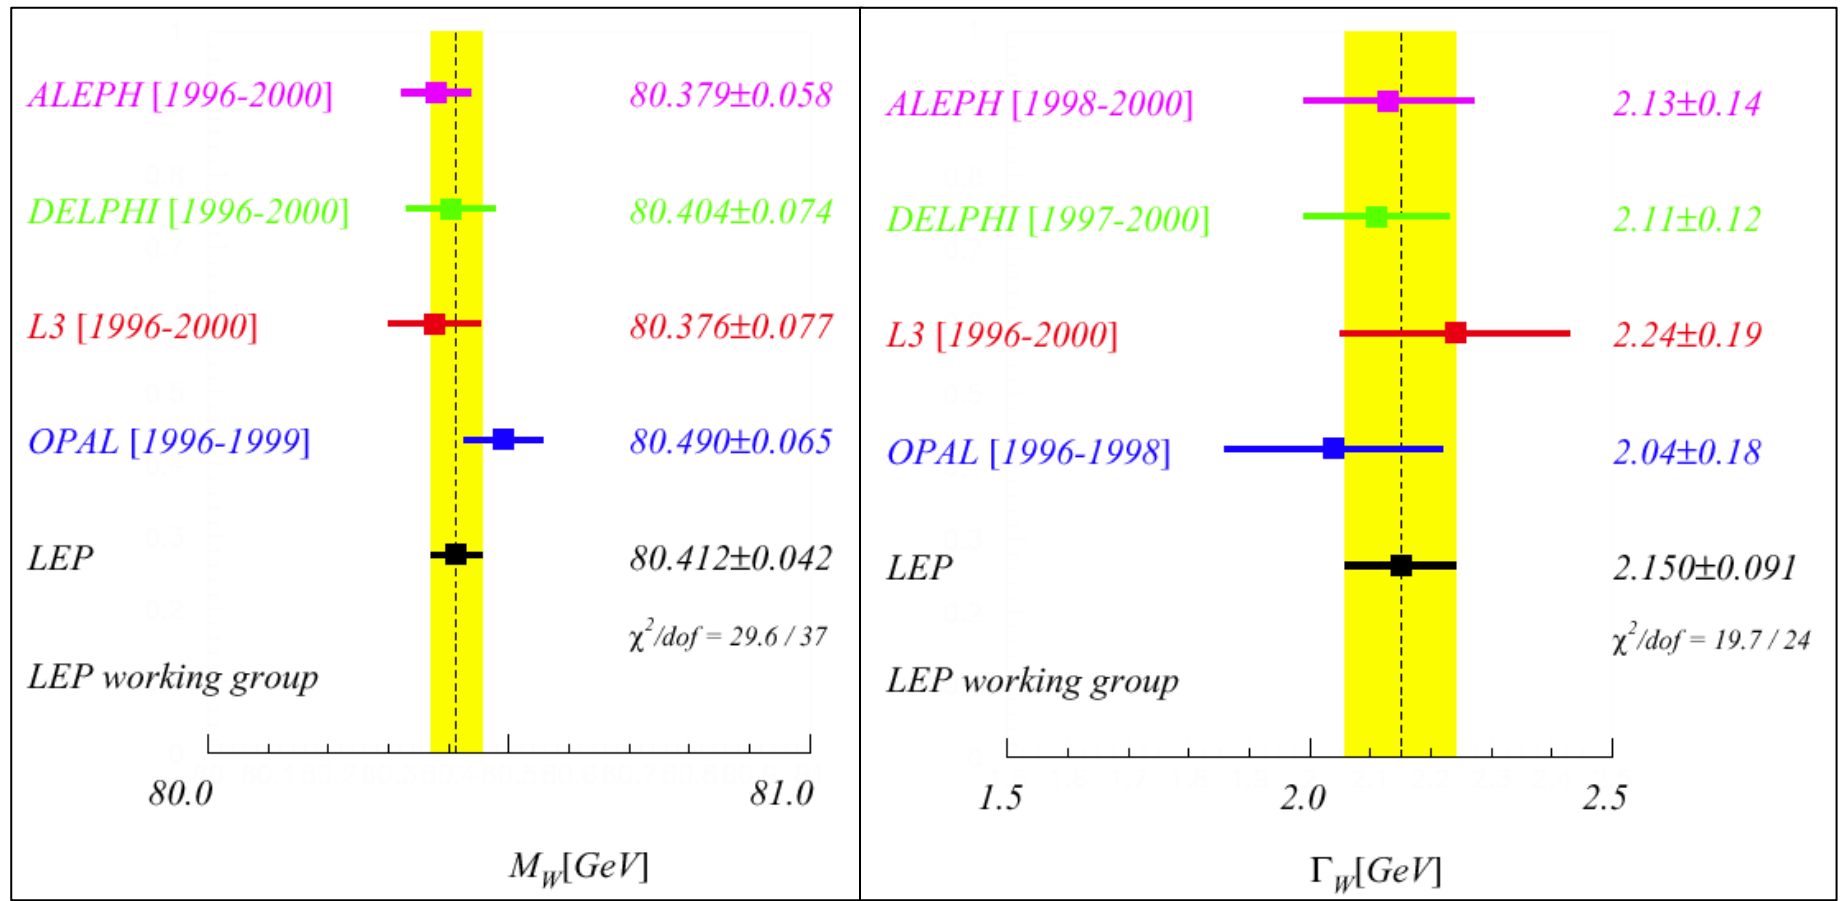 ALEPH [1996-2000] 80.379±0.058
DELPHI [1996-2000] 80.404±0.074
L3 [1996-2000] 80.376±0.077
OPAL [1996-1999] 80.490±0.065
LEP 80.412±0.042
χ²/dof = 29.6 / 37
LEP working group
80.0 81.0
M_W[GeV]
ALEPH [1998-2000] 2.13±0.14
DELPHI [1997-2000] 2.11±0.12
L3 [1996-2000] 2.24±0.19
OPAL [1996-1998] 2.04±0.18
LEP 2.150±0.091
χ²/dof = 19.7 / 24
LEP working group
1.5 2.0 2.5
Γ_W[GeV]